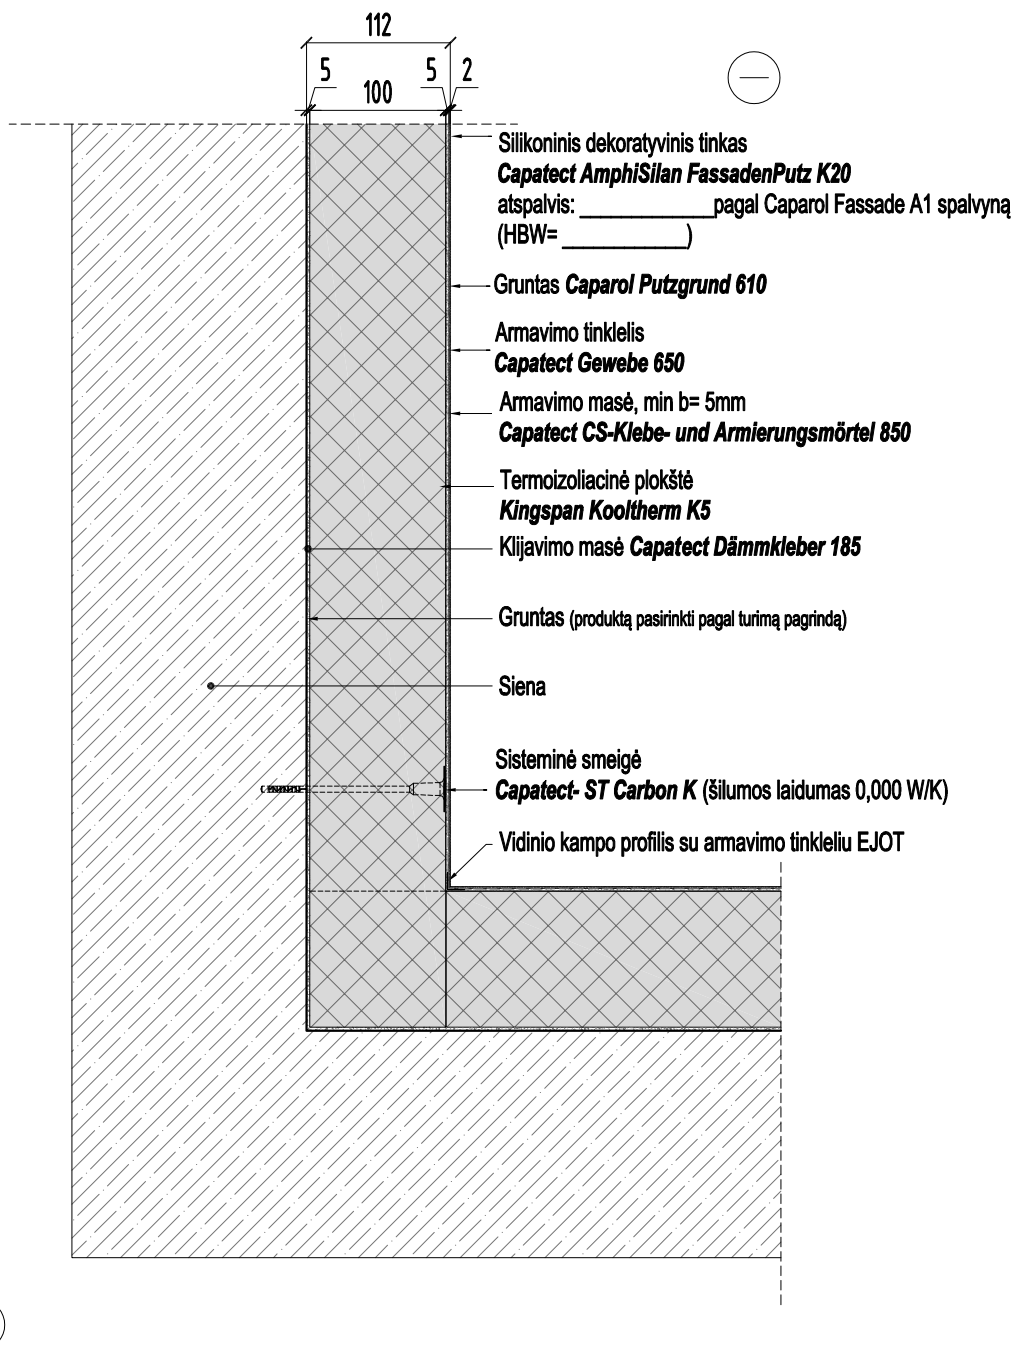 112
5
100
5
2
Silikoninis dekoratyvinis tinkas
Capatect AmphiSilan FassadenPutz K20
atspalvis: _____________pagal Caparol Fassade A1 spalvyną
(HBW= ____________)
Gruntas Caparol Putzgrund 610
Armavimo tinklelis
Capatect Gewebe 650
Armavimo masė, min b= 5mm
Capatect CS-Klebe- und Armierungsmörtel 850
Termoizoliacinė plokštė
Kingspan Kooltherm K5
Klijavimo masė Capatect Dämmkleber 185
Gruntas (produktą pasirinkti pagal turimą pagrindą)
Siena
Sisteminė smeigė
Capatect- ST Carbon K (šilumos laidumas 0,000 W/K)
Vidinio kampo profilis su armavimo tinkleliu EJOT